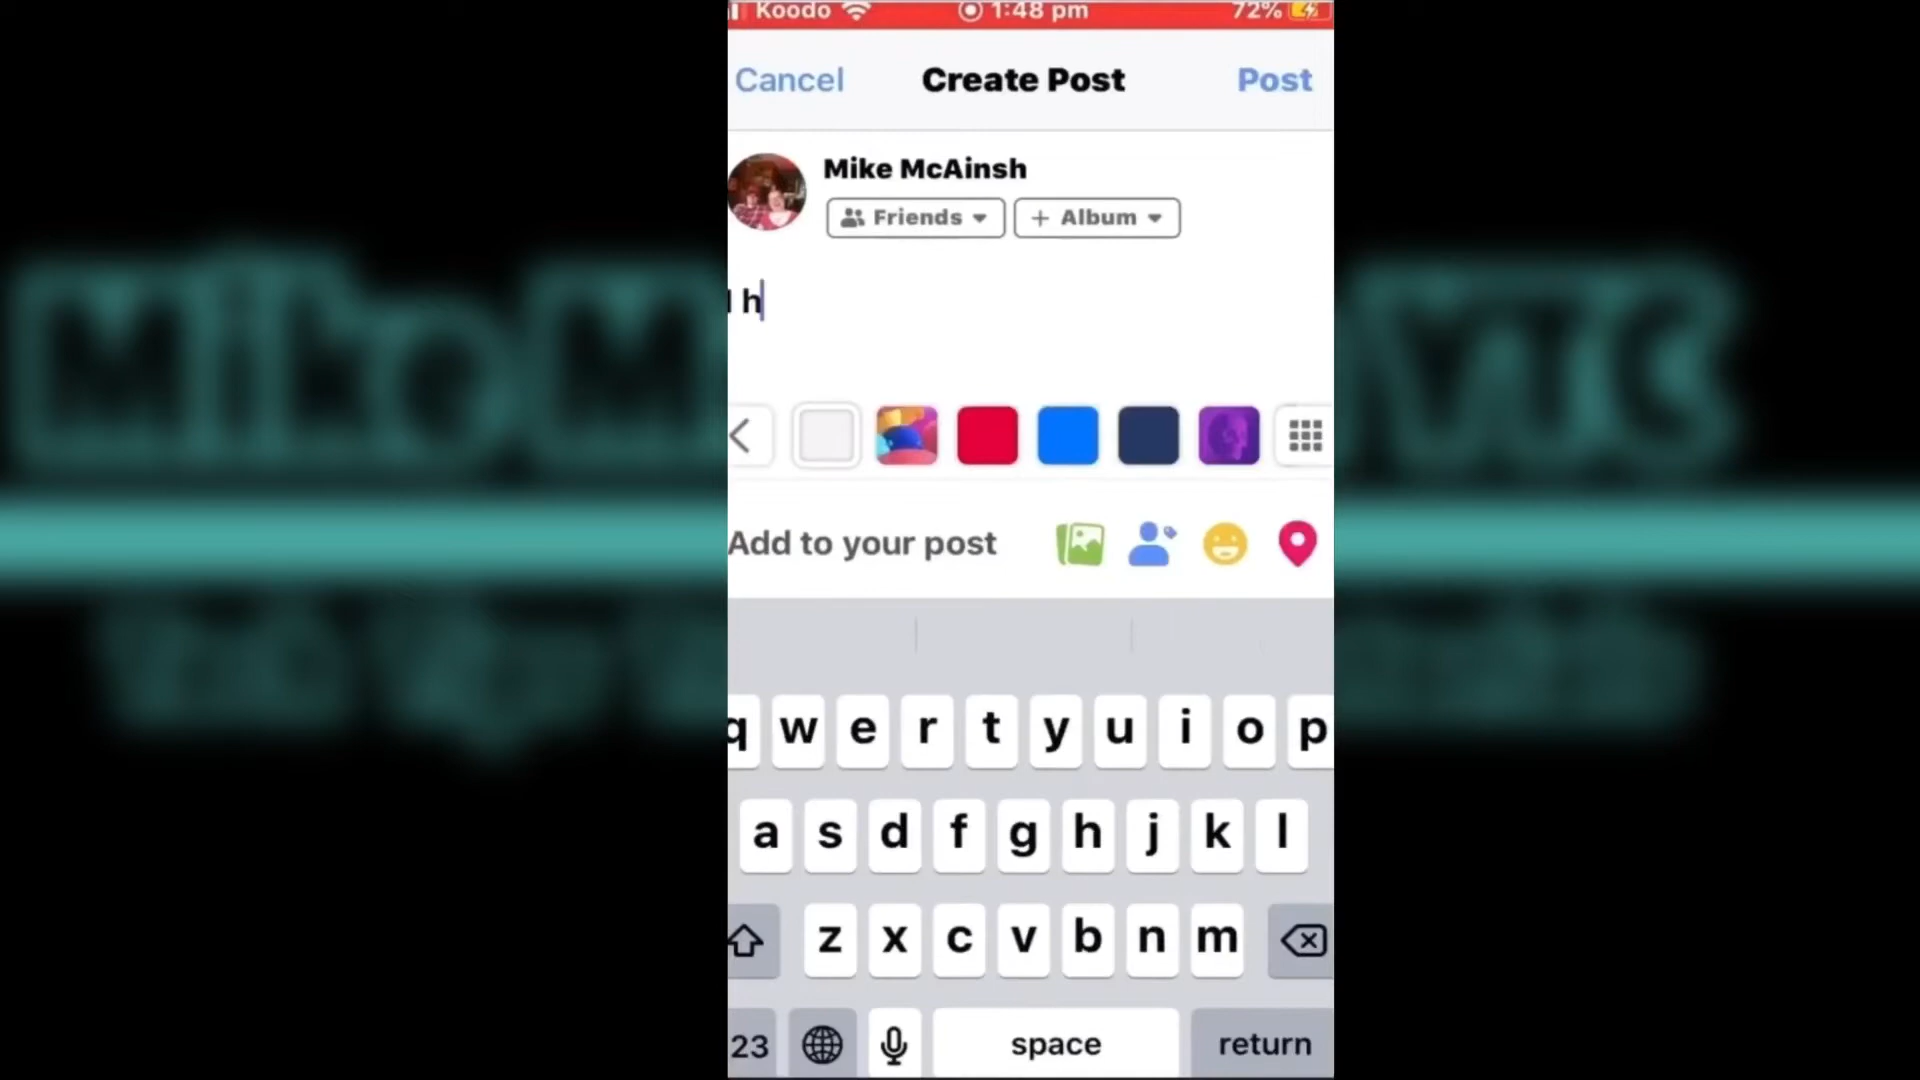 Koodo 1:48 pm 72%
Cancel Create Post Post
Mike McAinsh
Friends + Album
I h
Add to your post
q w e r t y u i o p
a s d f g h j k l
z x c v b n m
23 space return
Mike M